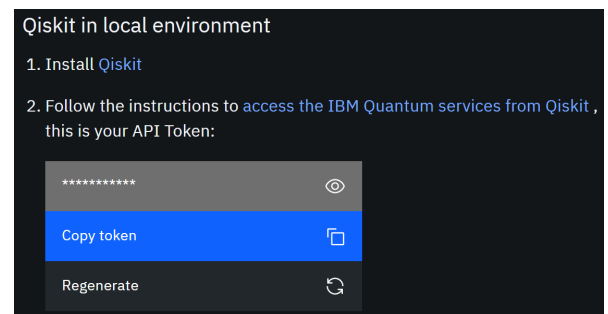 Qiskit in local environment
1. Install Qiskit
2. Follow the instructions to access the IBM Quantum services from Qiskit ,
this is your API Token:
***********
Copy token
Regenerate